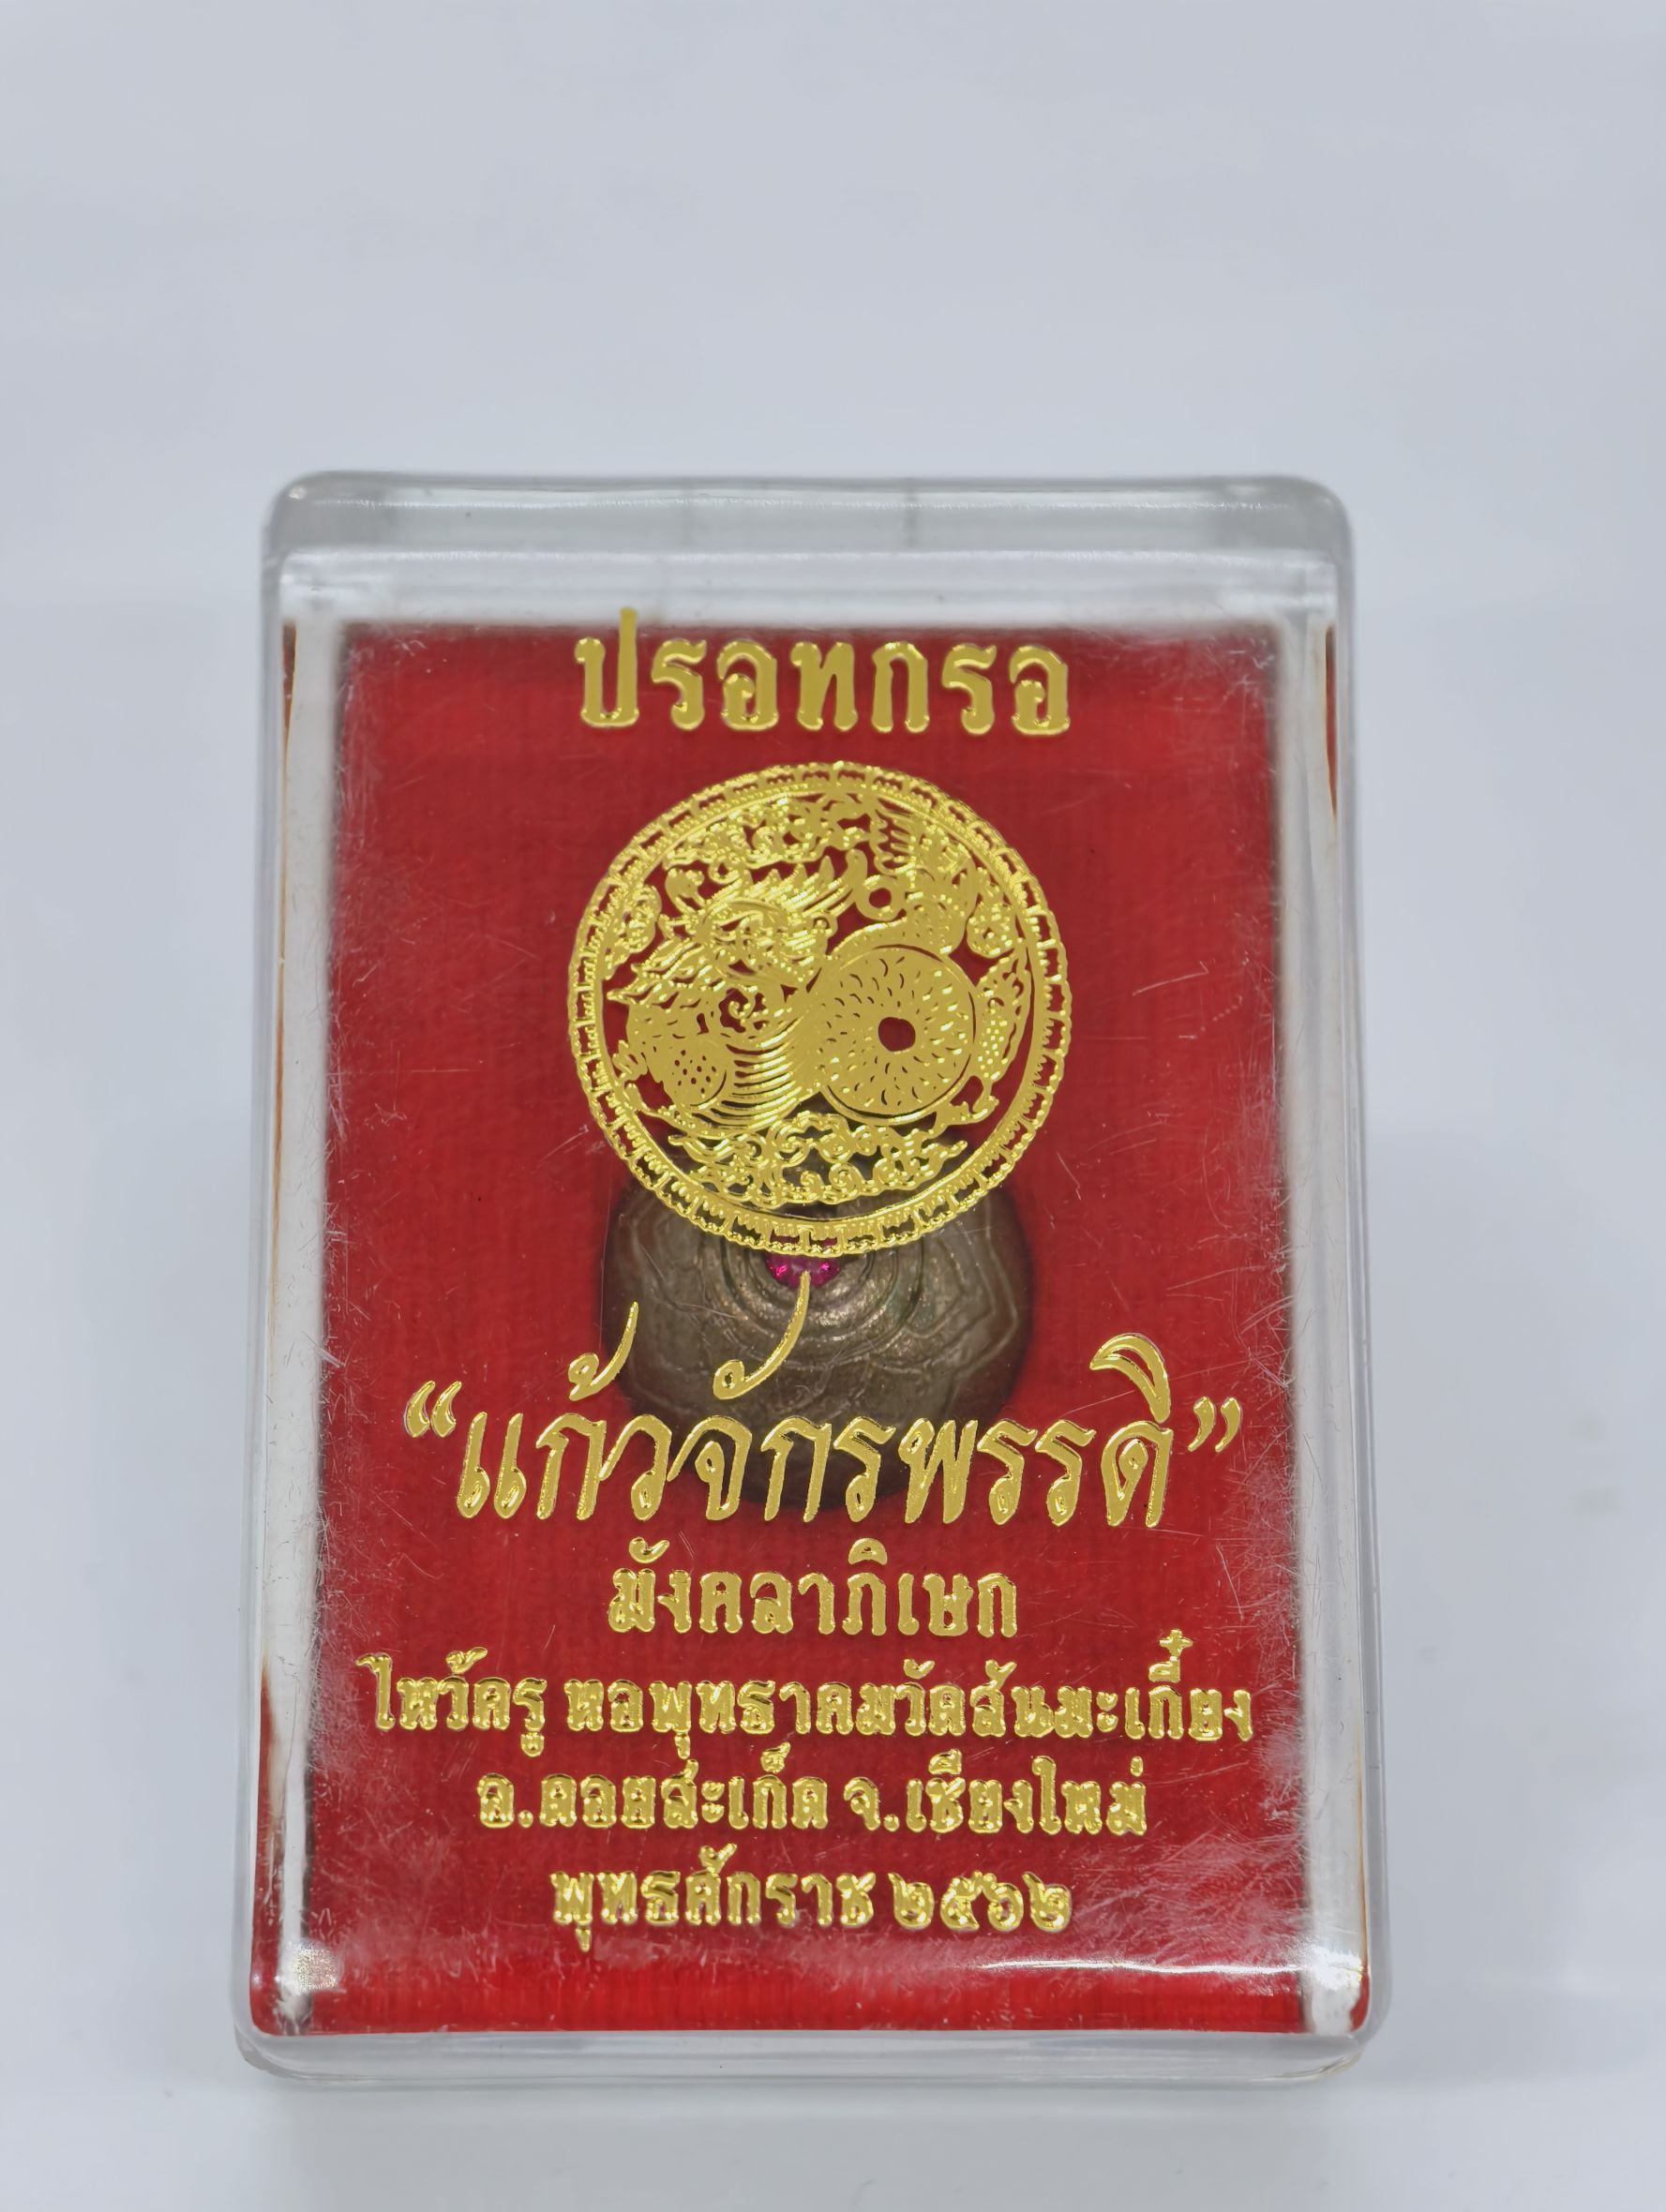 ปรอทกรอ
“แก้วจักรพรรดิ”
มังคลาภิเษก
ไหว้ครู หอพุทธาคมวัดสันมะเกี๋ยง
อ.ดอยสะเก็ด จ.เชียงใหม่
พุทธศักราช ๒๕๖๒